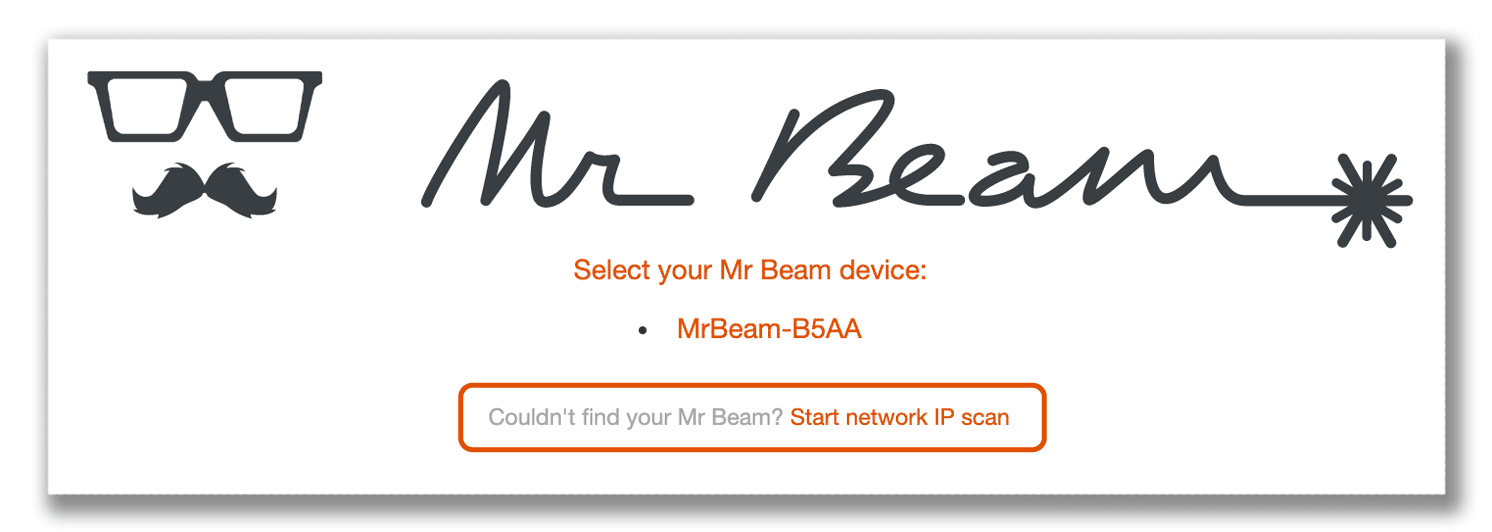 Mr Beam
Select your Mr Beam device:
• MrBeam-B5AA
Couldn't find your Mr Beam? Start network IP scan